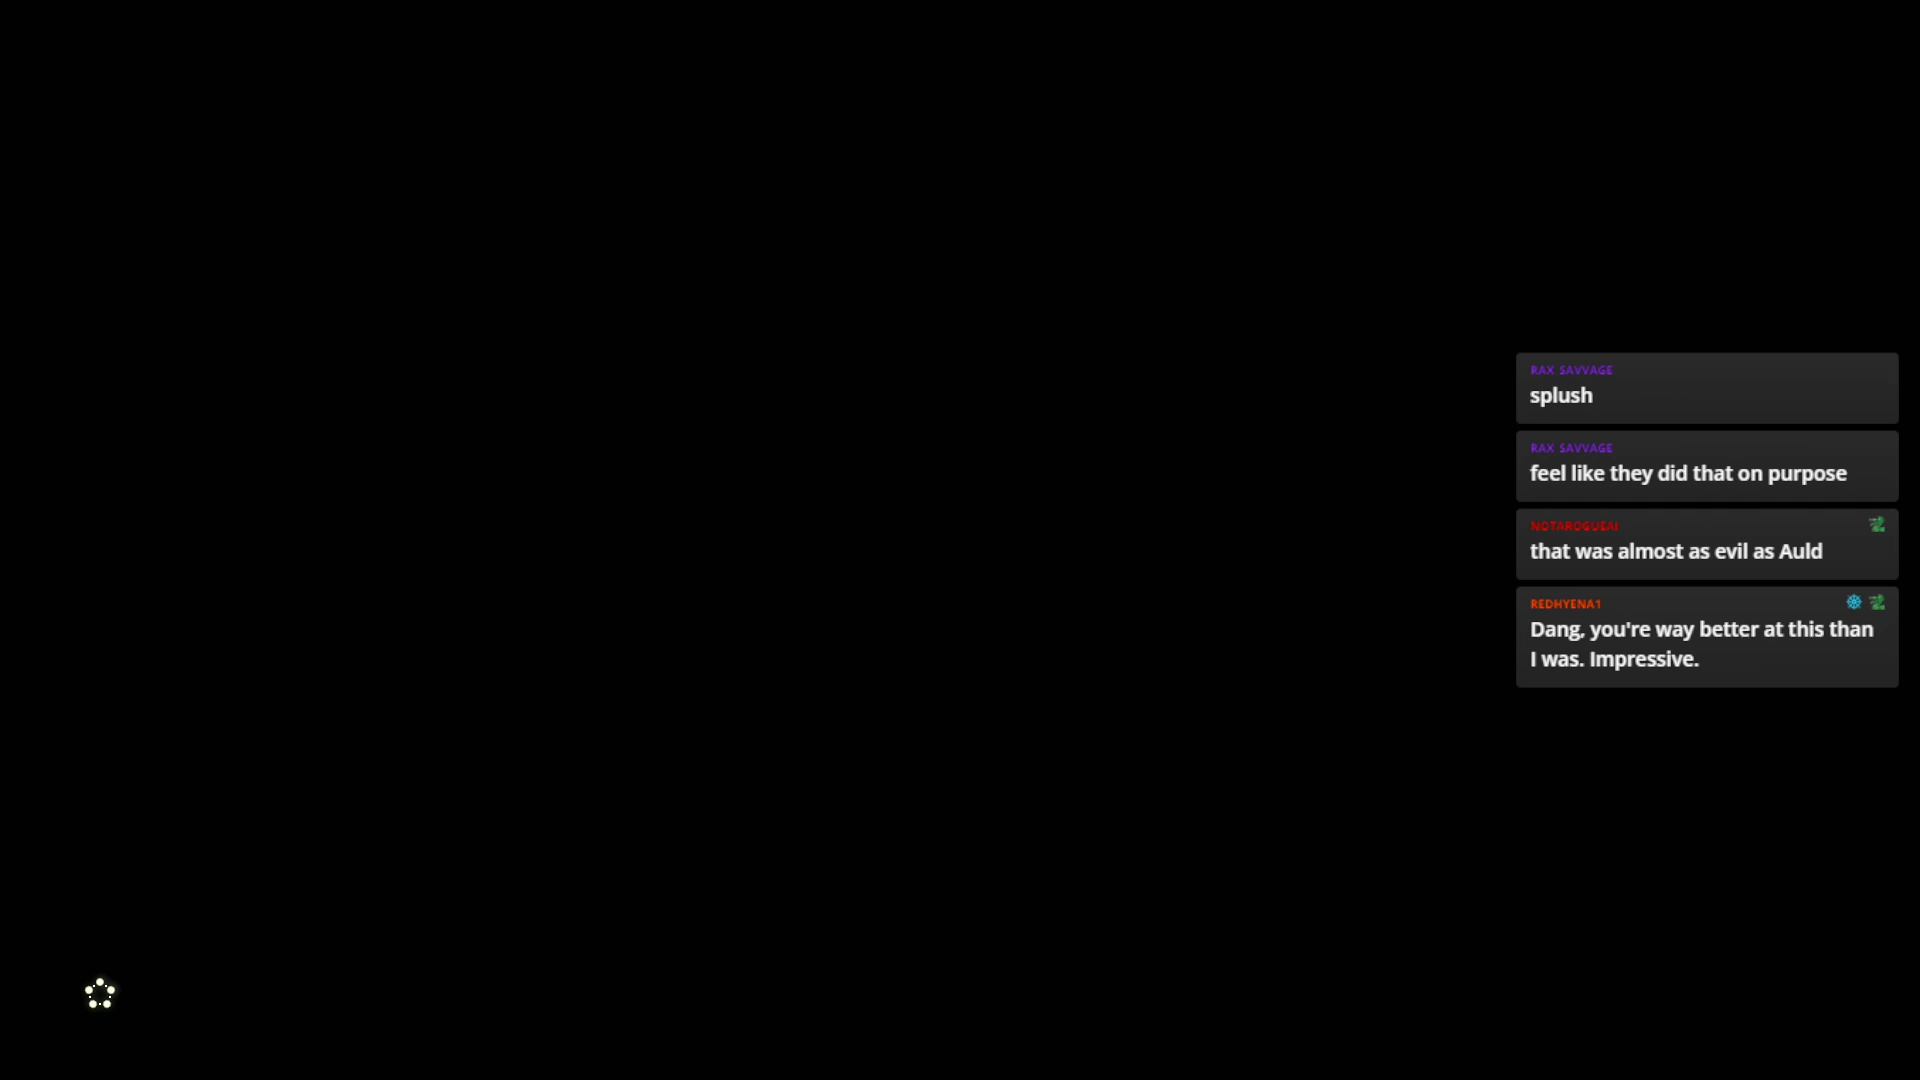 RAX SAVVAGE
splush
RAX SAVVAGE
feel like they did that on purpose
NOTAROGUEAI
that was almost as evil as Auld
REDHYENA1
Dang, you're way better at this than
I was. Impressive.